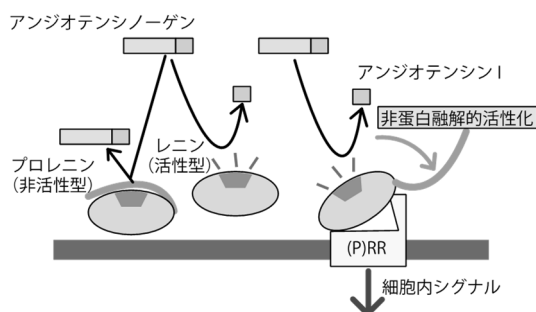 アンジオテンシノーゲン
アンジオテンシン I
非蛋白融解的活性化
プロレニン
（非活性型）
レニン
（活性型）
(P)RR
細胞内シグナル